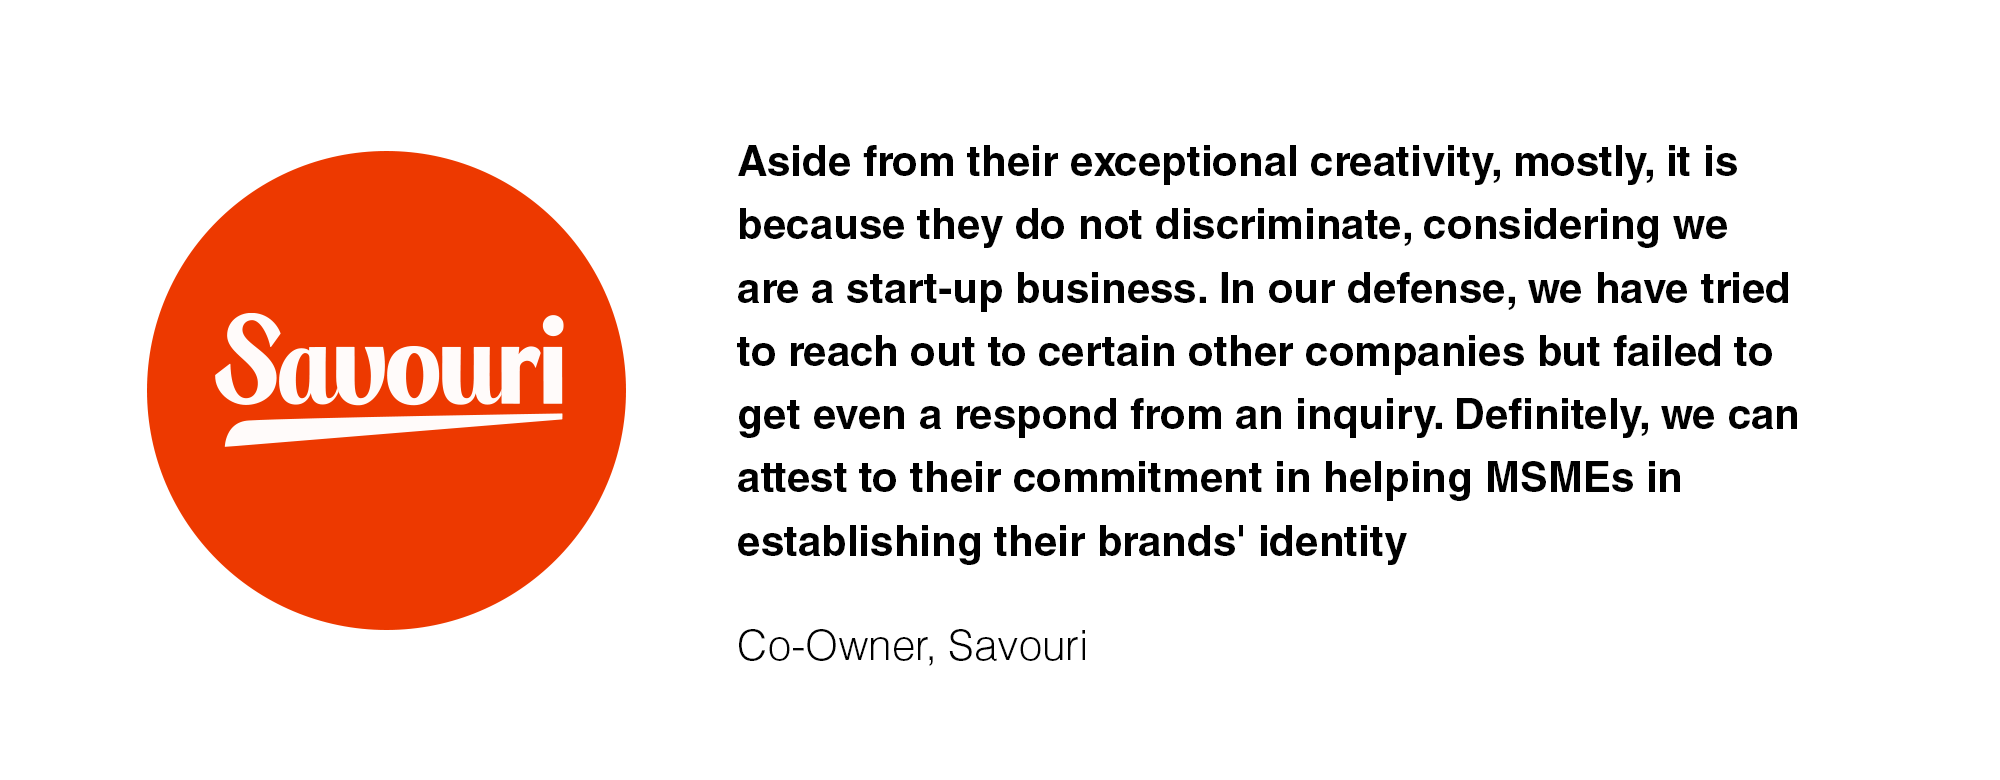 Savouri
Aside from their exceptional creativity, mostly, it is
because they do not discriminate, considering we
are a start-up business. In our defense, we have tried
to reach out to certain other companies but failed to
get even a respond from an inquiry. Definitely, we can
attest to their commitment in helping MSMEs in
establishing their brands' identity
Co-Owner, Savouri